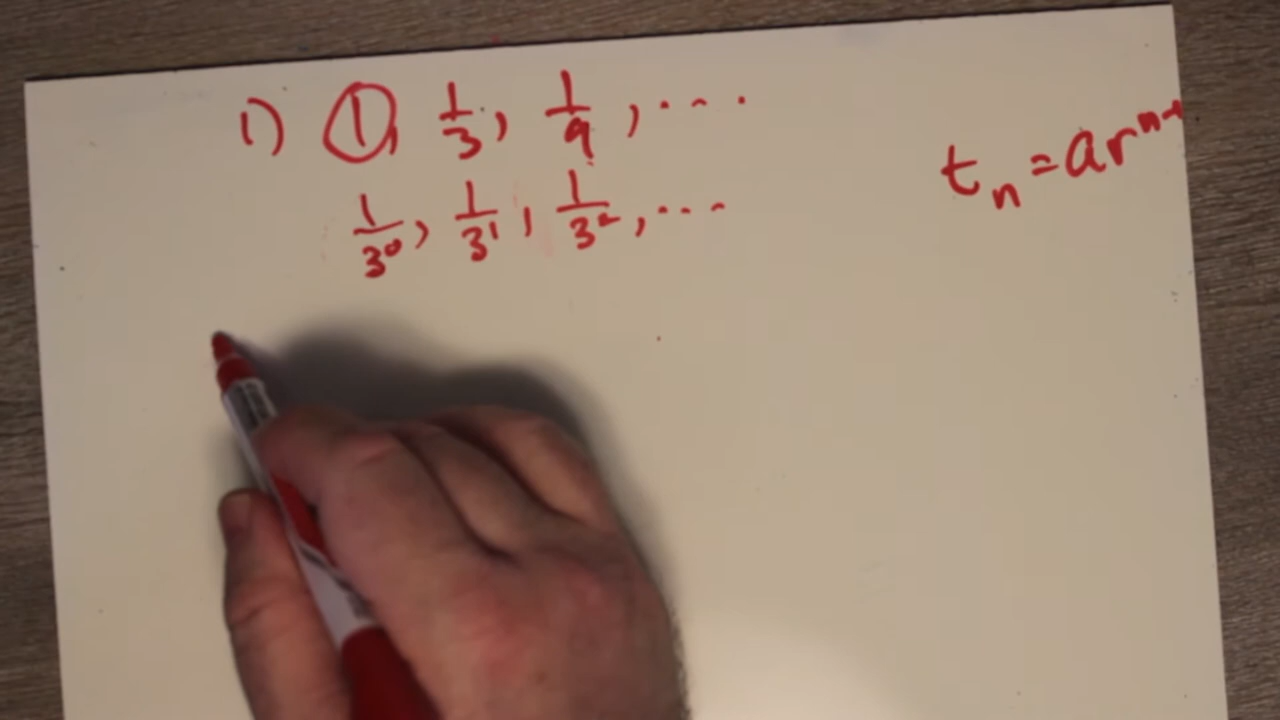 1) 1, 1/3, 1/9, ...
1/3⁰, 1/3¹, 1/3², ...
tₙ = arⁿ⁻¹